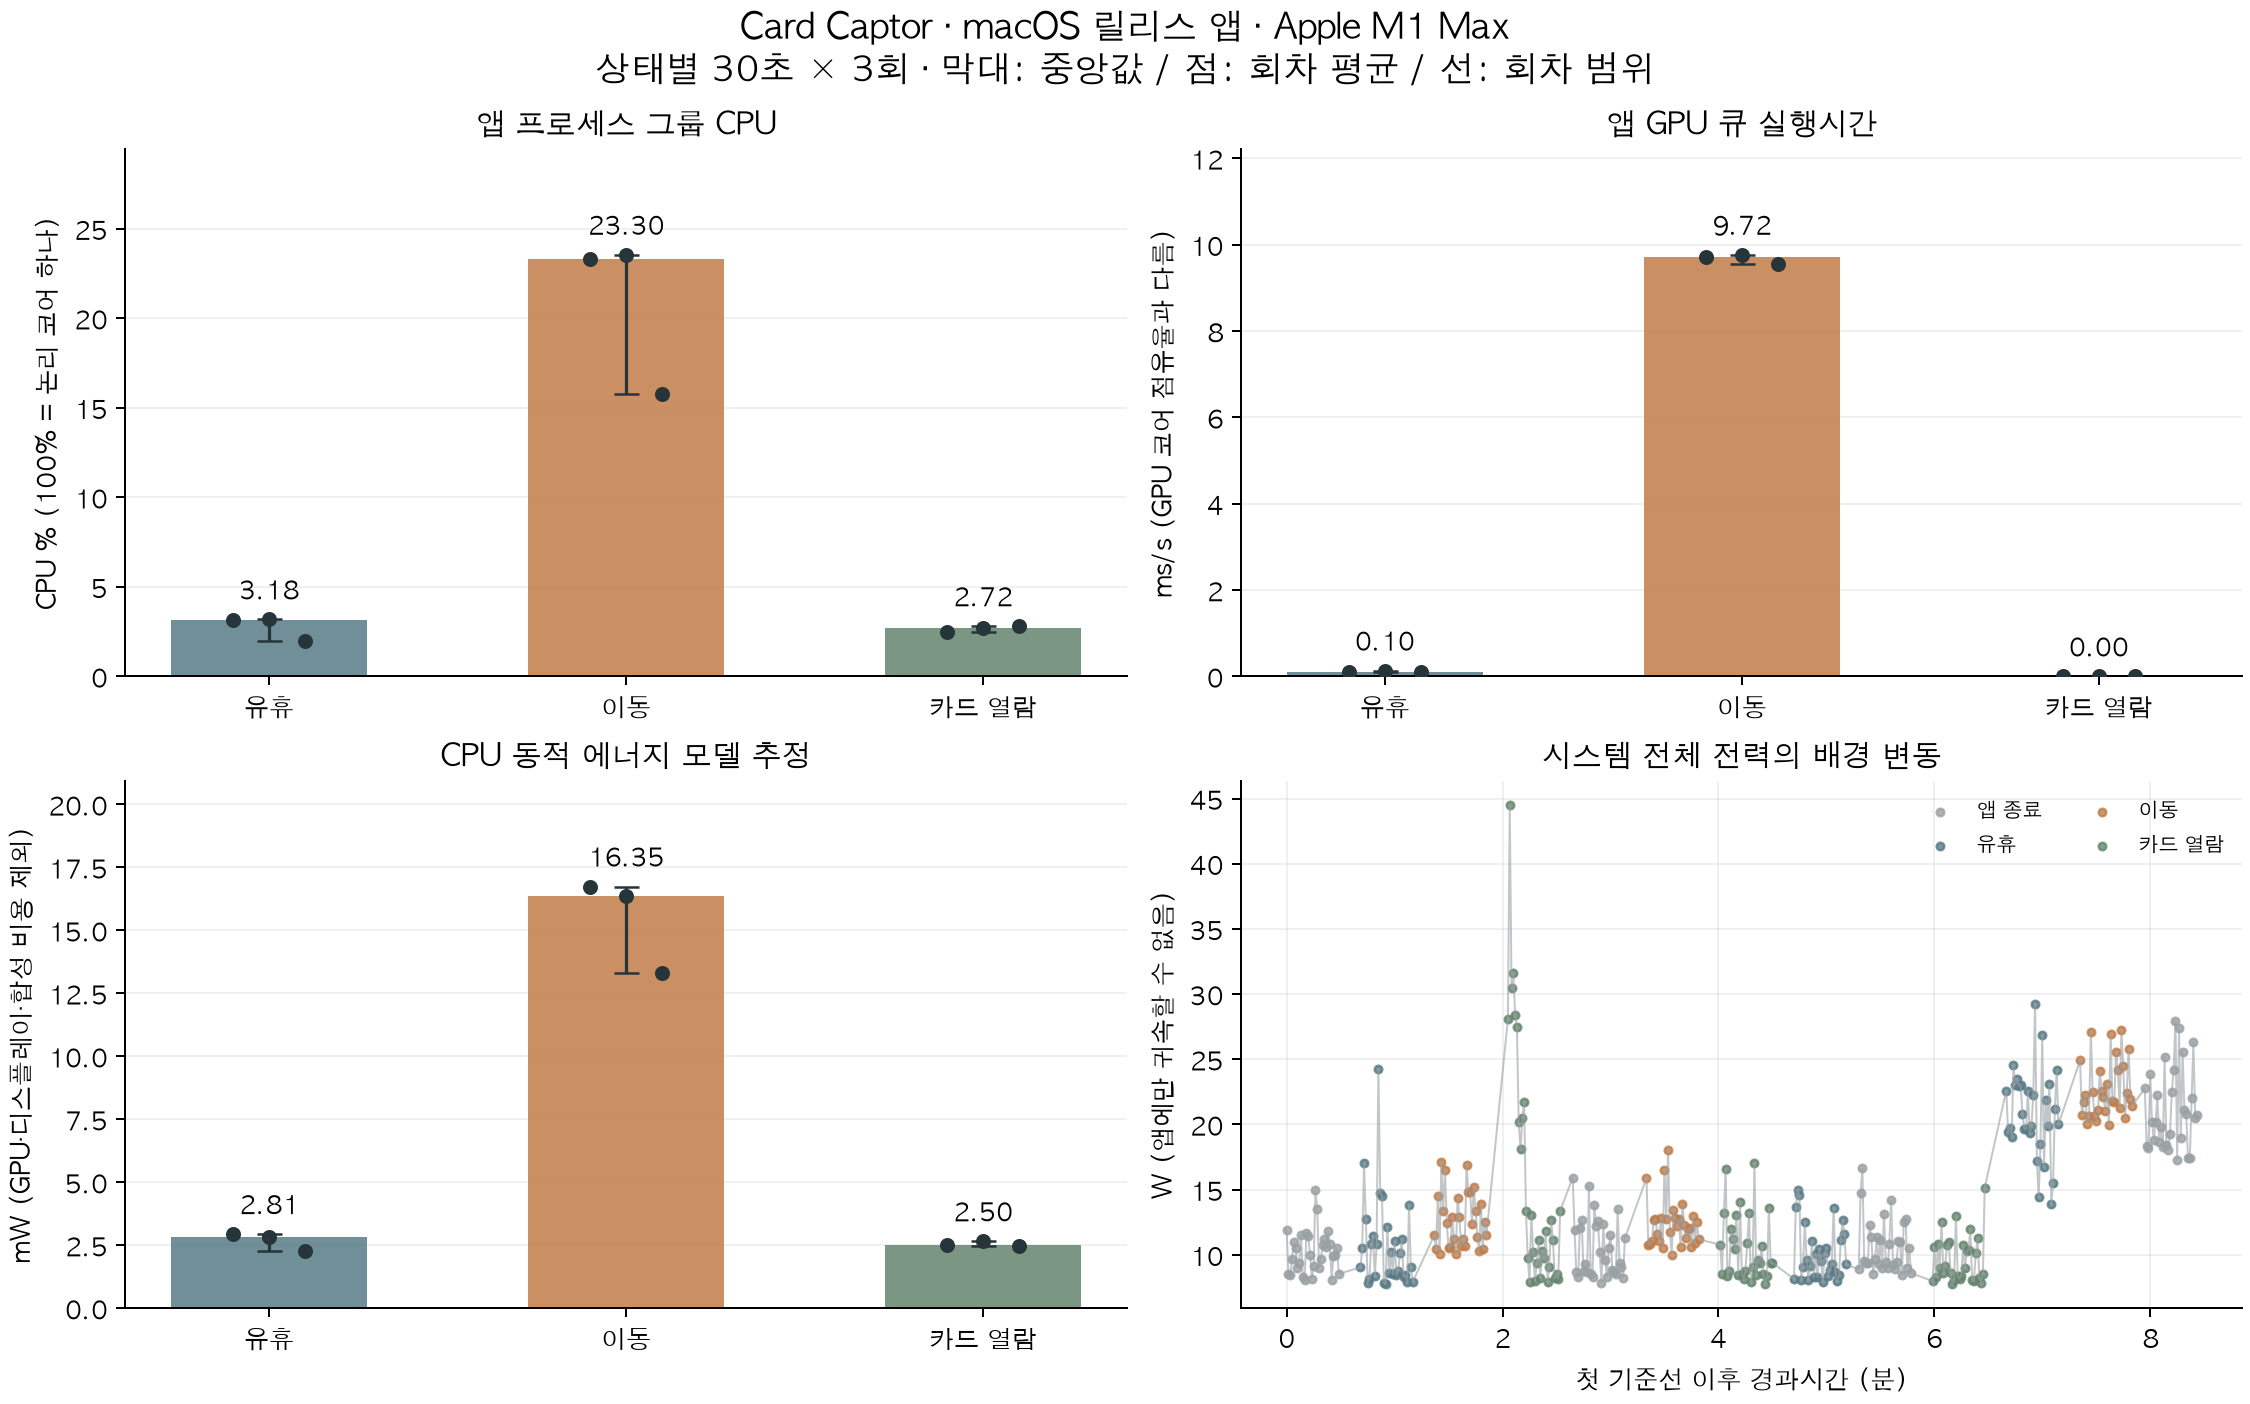 Card Captor · macOS 릴리스 앱 · Apple M1 Max
상태별 30초 × 3회 · 막대: 중앙값 / 점: 회차 평균 / 선: 회차 범위
앱 프로세스 그룹 CPU
CPU % (100% = 논리 코어 하나)
25
20
15
10
5
0
3.18
23.30
2.72
유휴
이동
카드 열람
앱 GPU 큐 실행시간
ms/s (GPU 코어 점유율과 다름)
12
10
8
6
4
2
0
0.10
9.72
0.00
유휴
이동
카드 열람
CPU 동적 에너지 모델 추정
mW (GPU·디스플레이·합성 비용 제외)
20.0
17.5
15.0
12.5
10.0
7.5
5.0
2.5
0.0
2.81
16.35
2.50
유휴
이동
카드 열람
시스템 전체 전력의 배경 변동
W (앱에만 귀속할 수 없음)
45
40
35
30
25
20
15
10
앱 종료
유휴
이동
카드 열람
0
2
4
6
8
첫 기준선 이후 경과시간 (분)